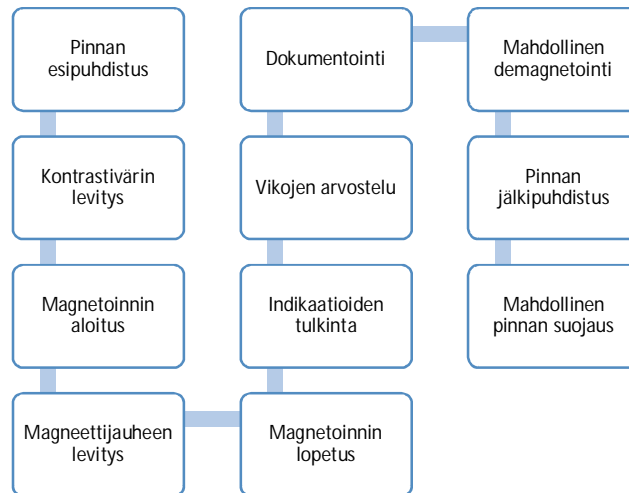 Pinnan
esipuhdistus
Kontrastivärin
levitys
Magnetoinnin
aloitus
Magneettijauheen
levitys
Magnetoinnin
lopetus
Indikaatioiden
tulkinta
Vikojen arvostelu
Dokumentointi
Mahdollinen
demagnetointi
Pinnan
jälkipuhdistus
Mahdollinen
pinnan suojaus